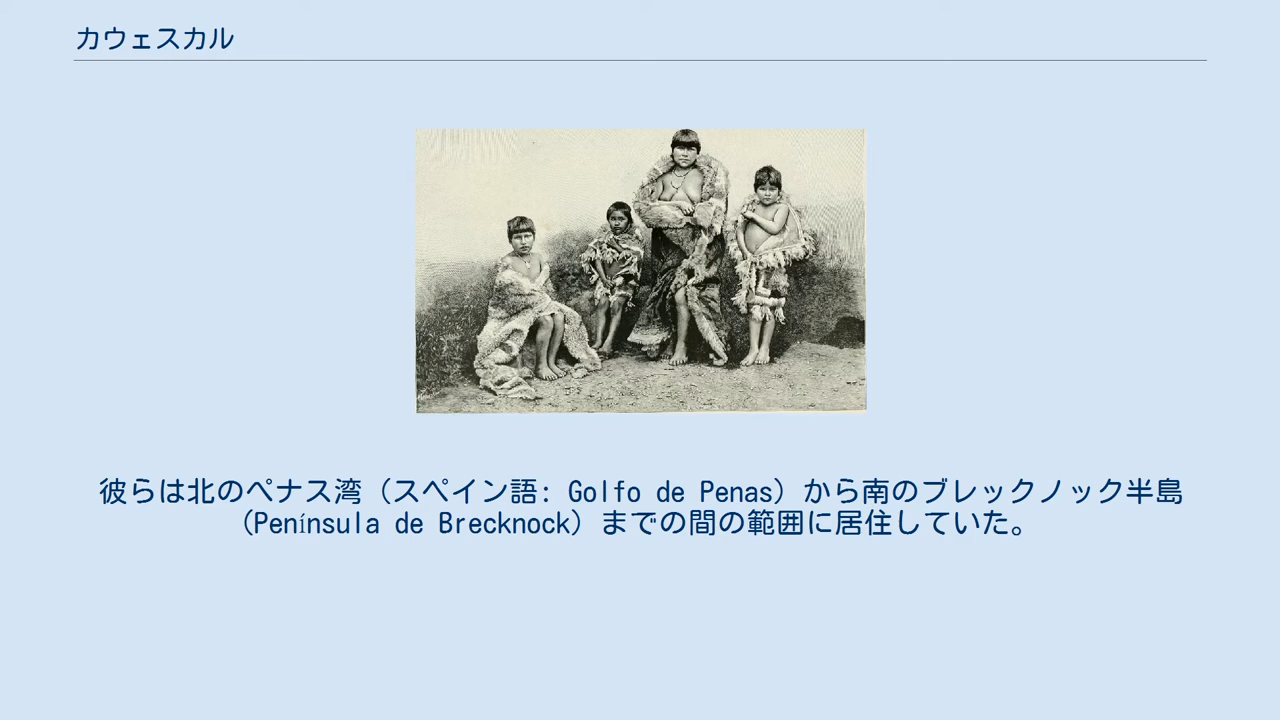 カウェスカル
彼らは北のペナス湾（スペイン語: Golfo de Penas）から南のブレックノック半島
（Península de Brecknock）までの間の範囲に居住していた。